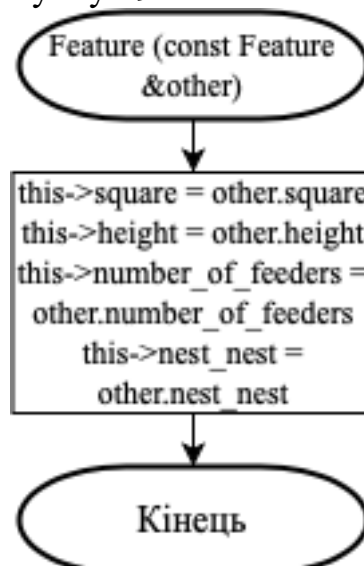 Feature (const Feature
&other)
this->square = other.square
this->height = other.height
this->number_of_feeders =
other.number_of_feeders
this->nest_nest =
other.nest_nest
Кінець